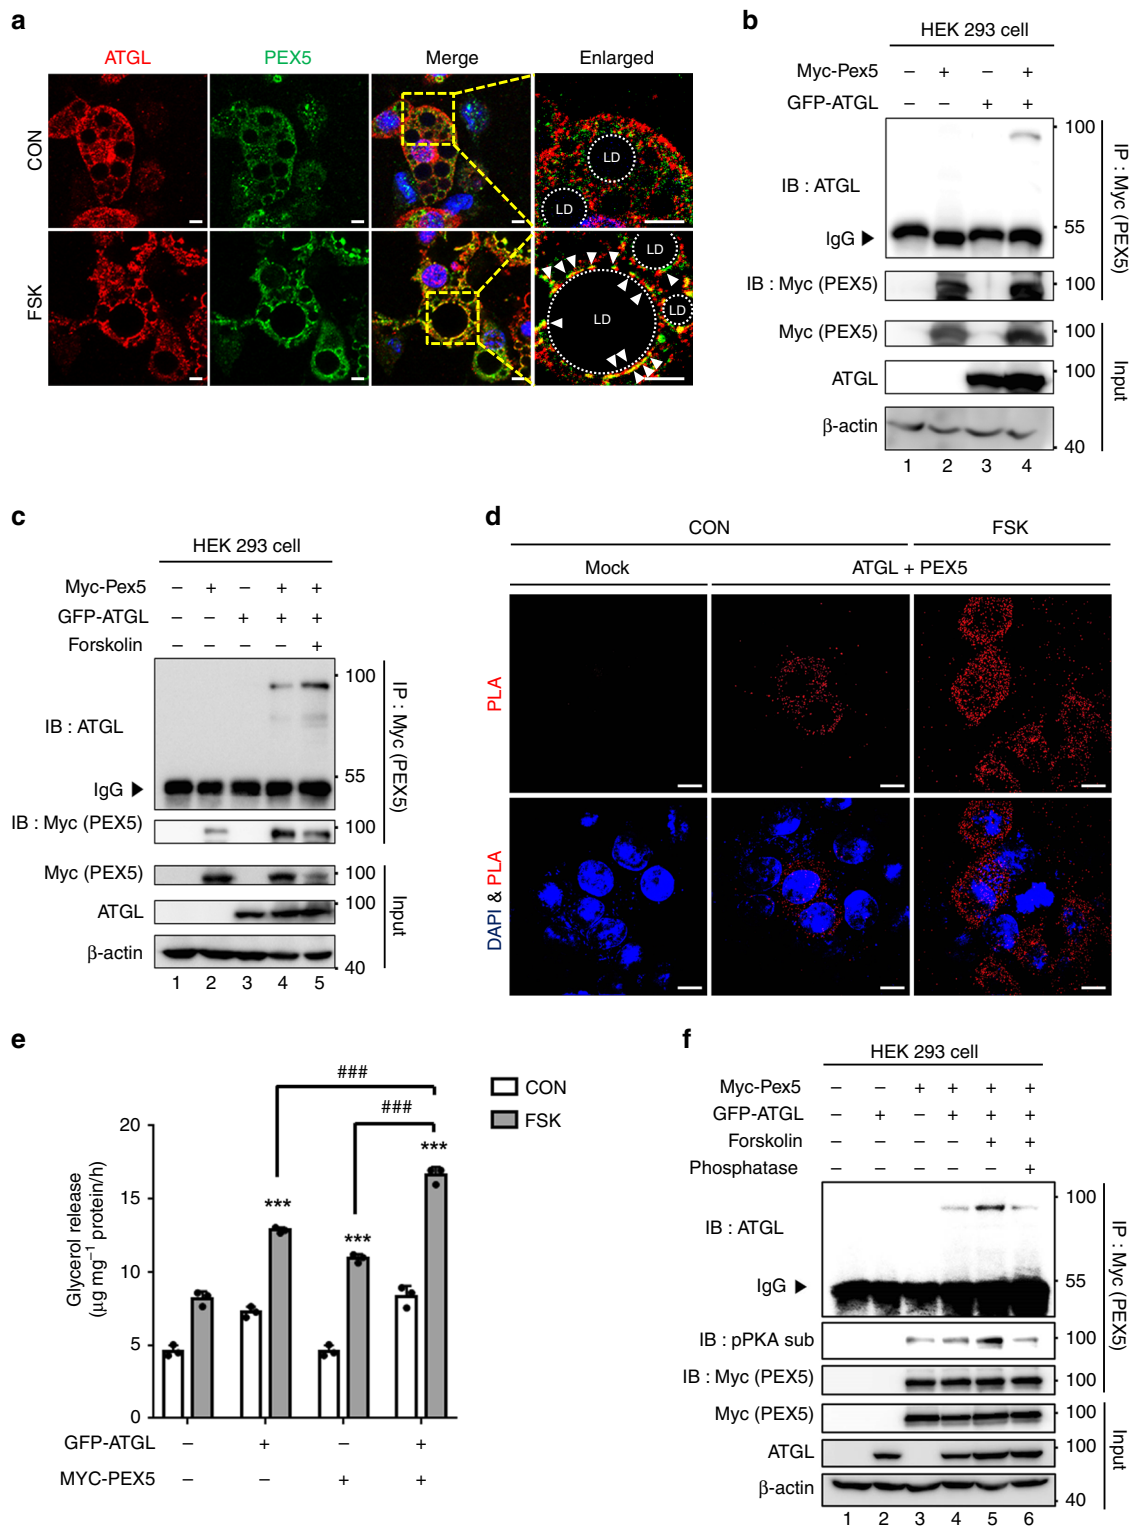 a
ATGL PEX5 Merge Enlarged
CON
LD
LD
FSK
LD
LD
LD
b
HEK 293 cell
Myc-Pex5 – + – +
GFP-ATGL – – + +
100
IB : ATGL
55
IgG ▶
IB : Myc (PEX5) 100
IP : Myc (PEX5)
Myc (PEX5) 100
ATGL 100
β-actin
40
Input
1 2 3 4
c
HEK 293 cell
Myc-Pex5 – + – + +
GFP-ATGL – – + + +
Forskolin – – – – +
100
IB : ATGL
55
IgG ▶
IB : Myc (PEX5) 100
IP : Myc (PEX5)
Myc (PEX5) 100
ATGL 100
β-actin
40
Input
1 2 3 4 5
d
CON FSK
Mock ATGL + PEX5
PLA
DAPI & PLA
e
###
###
CON
FSK
***
***
***
Glycerol release
(µg mg⁻¹ protein/h)
20
15
10
5
0
GFP-ATGL – + – +
MYC-PEX5 – – + +
f
HEK 293 cell
Myc-Pex5 – – + + + +
GFP-ATGL – + – + + +
Forskolin – – – – + +
Phosphatase – – – – – +
100
IB : ATGL
55
IgG ▶
IB : pPKA sub 100
IB : Myc (PEX5) 100
IP : Myc (PEX5)
Myc (PEX5) 100
ATGL 100
β-actin
40
Input
1 2 3 4 5 6